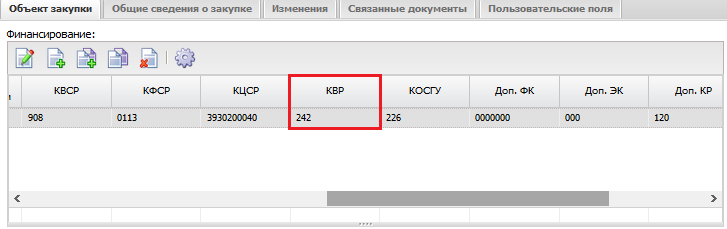 Объект закупки Общие сведения о закупке Изменения Связанные документы Пользовательские поля
Финансирование:
КВСР КФСР КЦСР КВР КОСГУ Доп. ФК Доп. ЭК Доп. КР
908 0113 3930200040 242 226 0000000 000 120